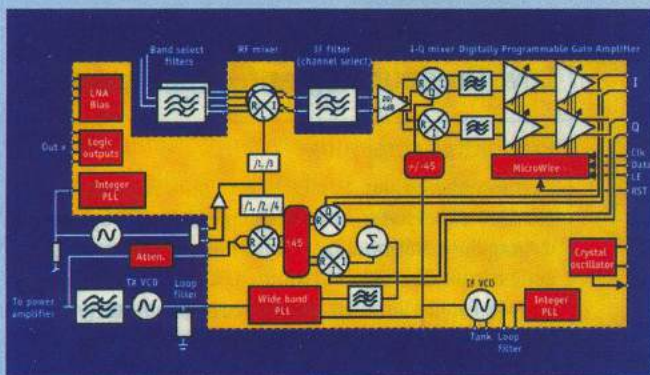 Band select
filters
RF mixer
IF filter
(channel select)
I-Q mixer Digitally Programmable Gain Amplifier
LNA
Bias
Out x
Logic
outputs
Integer
PLL
R I
L
20/
R I
Q
R I
I
Q
+/-45
MicroWire
Clk
Data
LE
RST
/1, /3
/1, /2, /4
Atten.
R I
L
±45
R I
Q
R I
Σ
Crystal
oscillator
TX VCO
Loop
filter
To power
amplifier
Wide band
PLL
IF VCO
Tank
Loop
filter
Integer
PLL